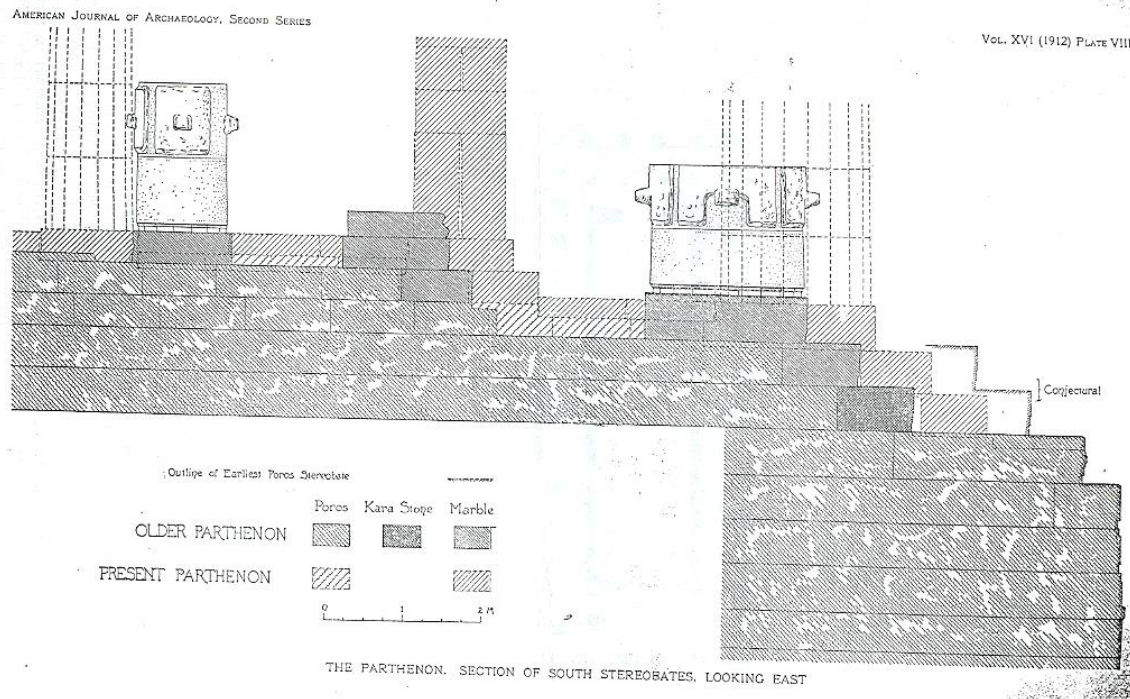 AMERICAN JOURNAL OF ARCHAEOLOGY, SECOND SERIES
VOL. XVI (1912) PLATE VIII
Conjectural
Outline of Earliest Poros Stereobate
Poros Kara Stone Marble
OLDER PARTHENON
PRESENT PARTHENON
0 1 2 M
THE PARTHENON. SECTION OF SOUTH STEREOBATES, LOOKING EAST